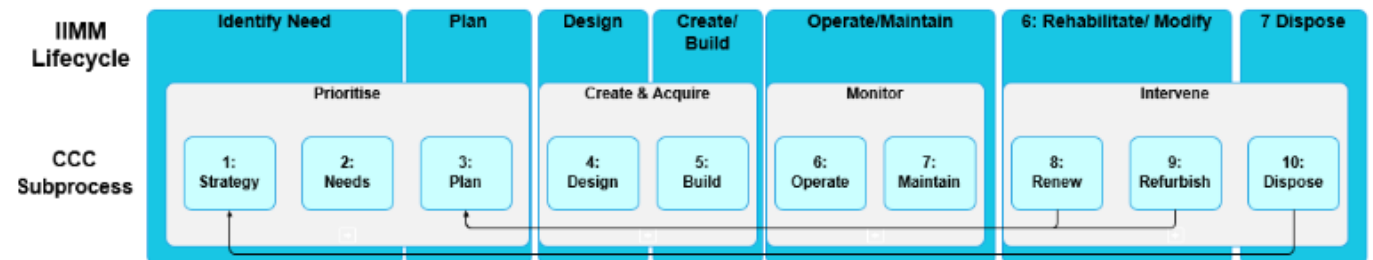 IIMM
Lifecycle
Identify Need
Plan
Design
Create/
Build
Operate/Maintain
6: Rehabilitate/ Modify
7 Dispose
Prioritise
Create & Acquire
Monitor
Intervene
CCC
Subprocess
1:
Strategy
2:
Needs
3:
Plan
4:
Design
5:
Build
6:
Operate
7:
Maintain
8:
Renew
9:
Refurbish
10:
Dispose